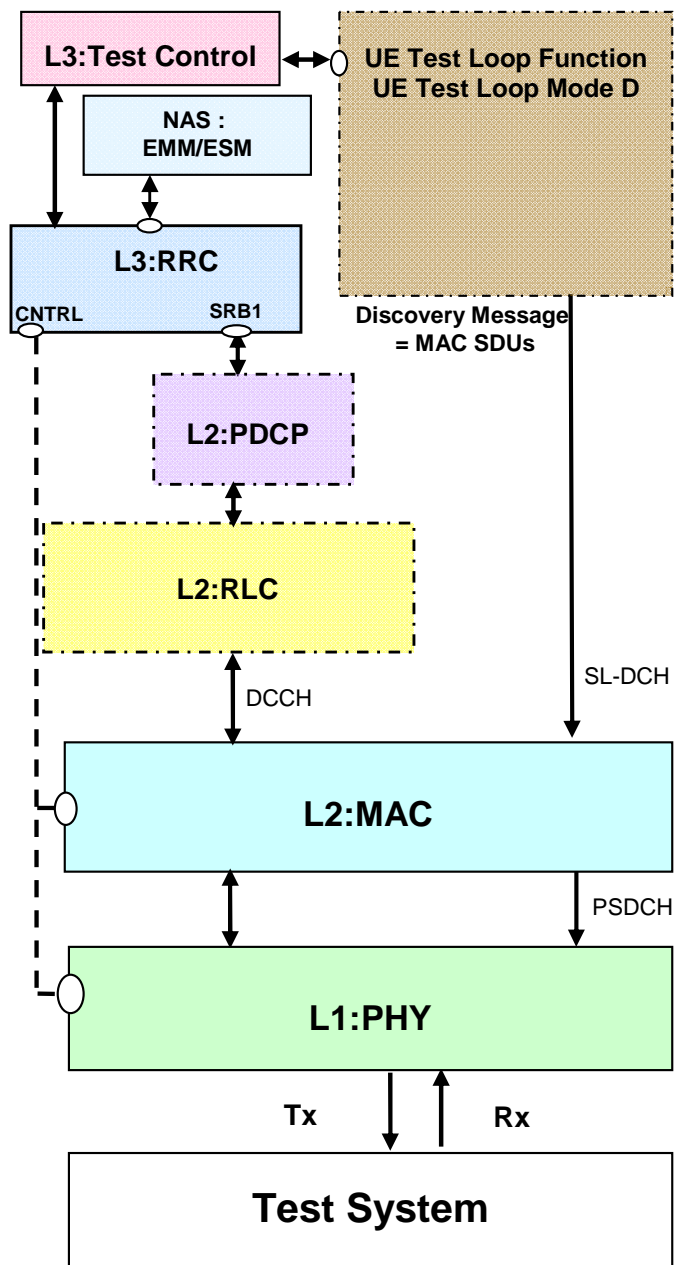 L3:Test Control
UE Test Loop Function
UE Test Loop Mode D
NAS :
EMM/ESM
L3:RRC
CNTRL
SRB1
Discovery Message
= MAC SDUs
L2:PDCP
L2:RLC
DCCH
SL-DCH
L2:MAC
PSDCH
L1:PHY
Tx
Rx
Test System